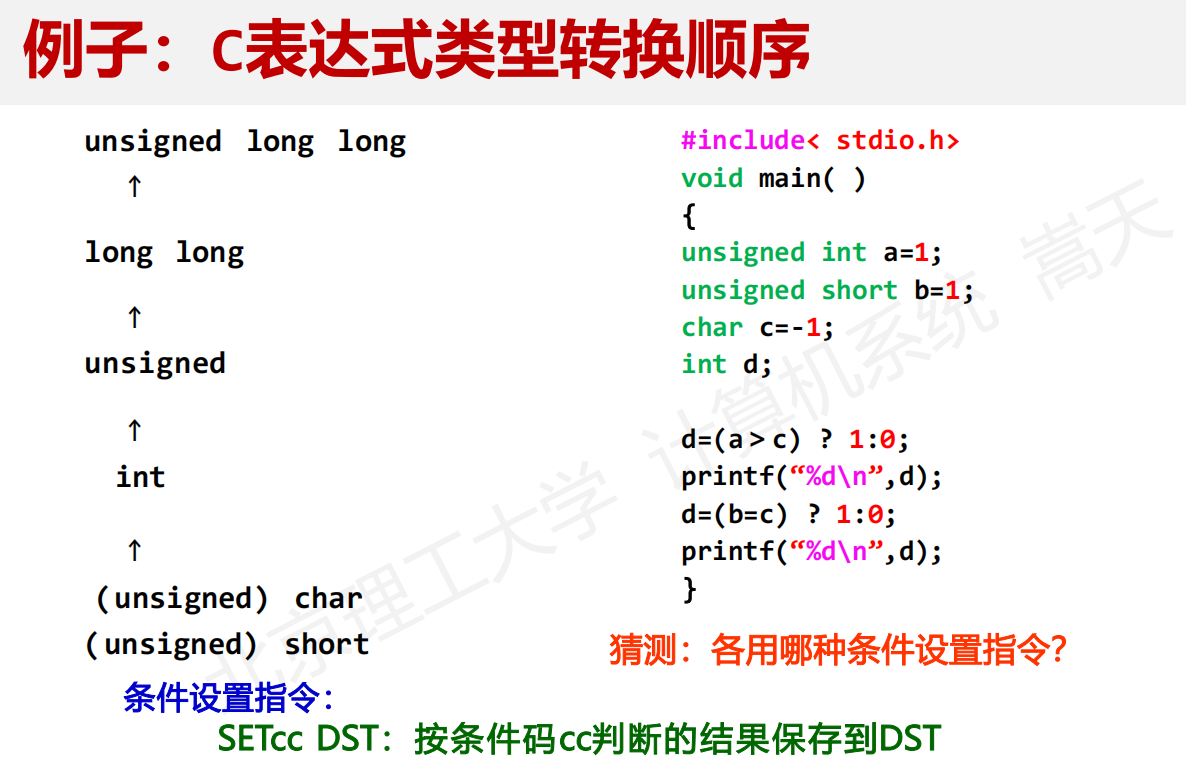 例子：C表达式类型转换顺序
unsigned long long
↑
long long
↑
unsigned
↑
int
↑
(unsigned) char
(unsigned) short
条件设置指令：
#include< stdio.h>
void main( )
{
unsigned int a=1;
unsigned short b=1;
char c=-1;
int d;
d=(a＞c) ? 1:0;
printf(“%d\n”,d);
d=(b=c) ? 1:0;
printf(“%d\n”,d);
}
猜测：各用哪种条件设置指令？
SETcc DST：按条件码cc判断的结果保存到DST
北京理工大学 计算机系统 嵩天